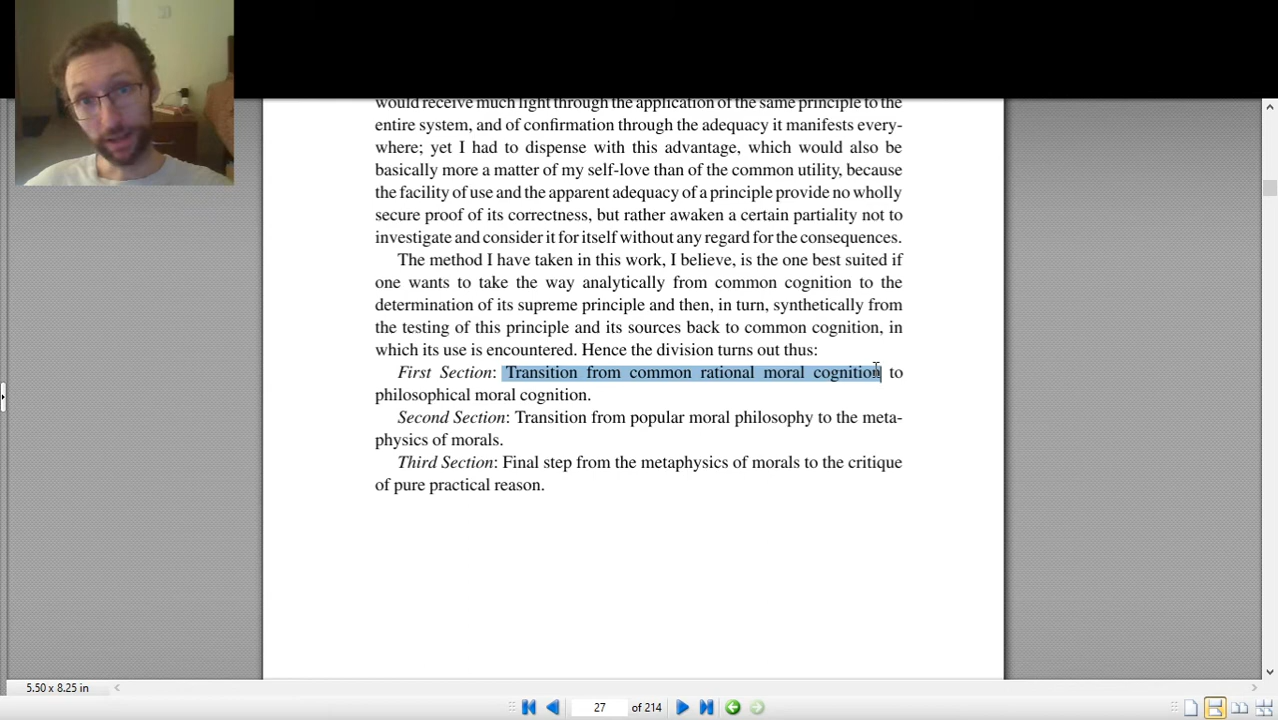 would receive much light through the application of the same principle to the
entire system, and of confirmation through the adequacy it manifests every-
where; yet I had to dispense with this advantage, which would also be
basically more a matter of my self-love than of the common utility, because
the facility of use and the apparent adequacy of a principle provide no wholly
secure proof of its correctness, but rather awaken a certain partiality not to
investigate and consider it for itself without any regard for the consequences.
The method I have taken in this work, I believe, is the one best suited if
one wants to take the way analytically from common cognition to the
determination of its supreme principle and then, in turn, synthetically from
the testing of this principle and its sources back to common cognition, in
which its use is encountered. Hence the division turns out thus:
First Section: Transition from common rational moral cognition to
philosophical moral cognition.
Second Section: Transition from popular moral philosophy to the meta-
physics of morals.
Third Section: Final step from the metaphysics of morals to the critique
of pure practical reason.
5.50 x 8.25 in
27 of 214